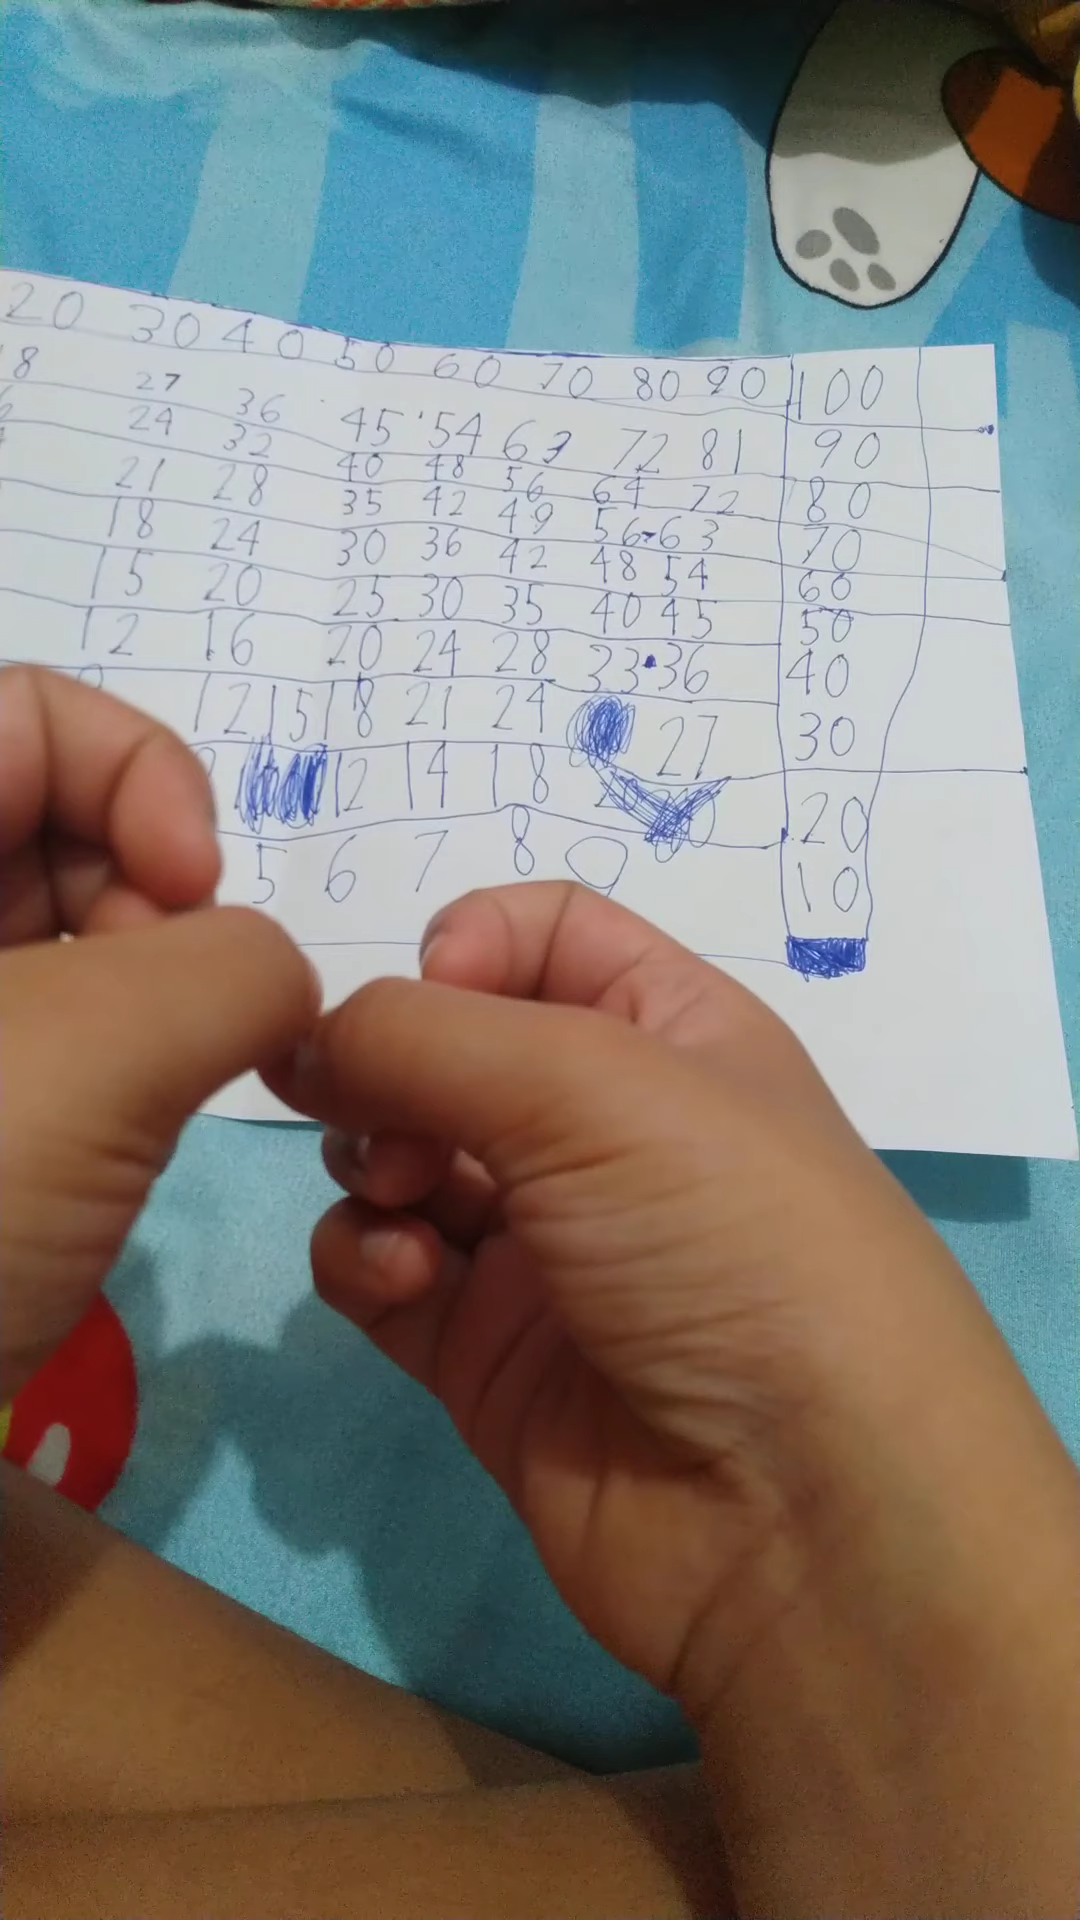 20 30 40 50 60 70 80 90 100
18 27 36 45 54 63 72 81 90
24 32 40 48 56 64 72 80
21 28 35 42 49 56 63 70
18 24 30 36 42 48 54 60
15 20 25 30 35 40 45 50
12 16 20 24 28 33 36 40
12 15 18 21 24 27 30
12 14 18 20
5 6 7 8 9 10